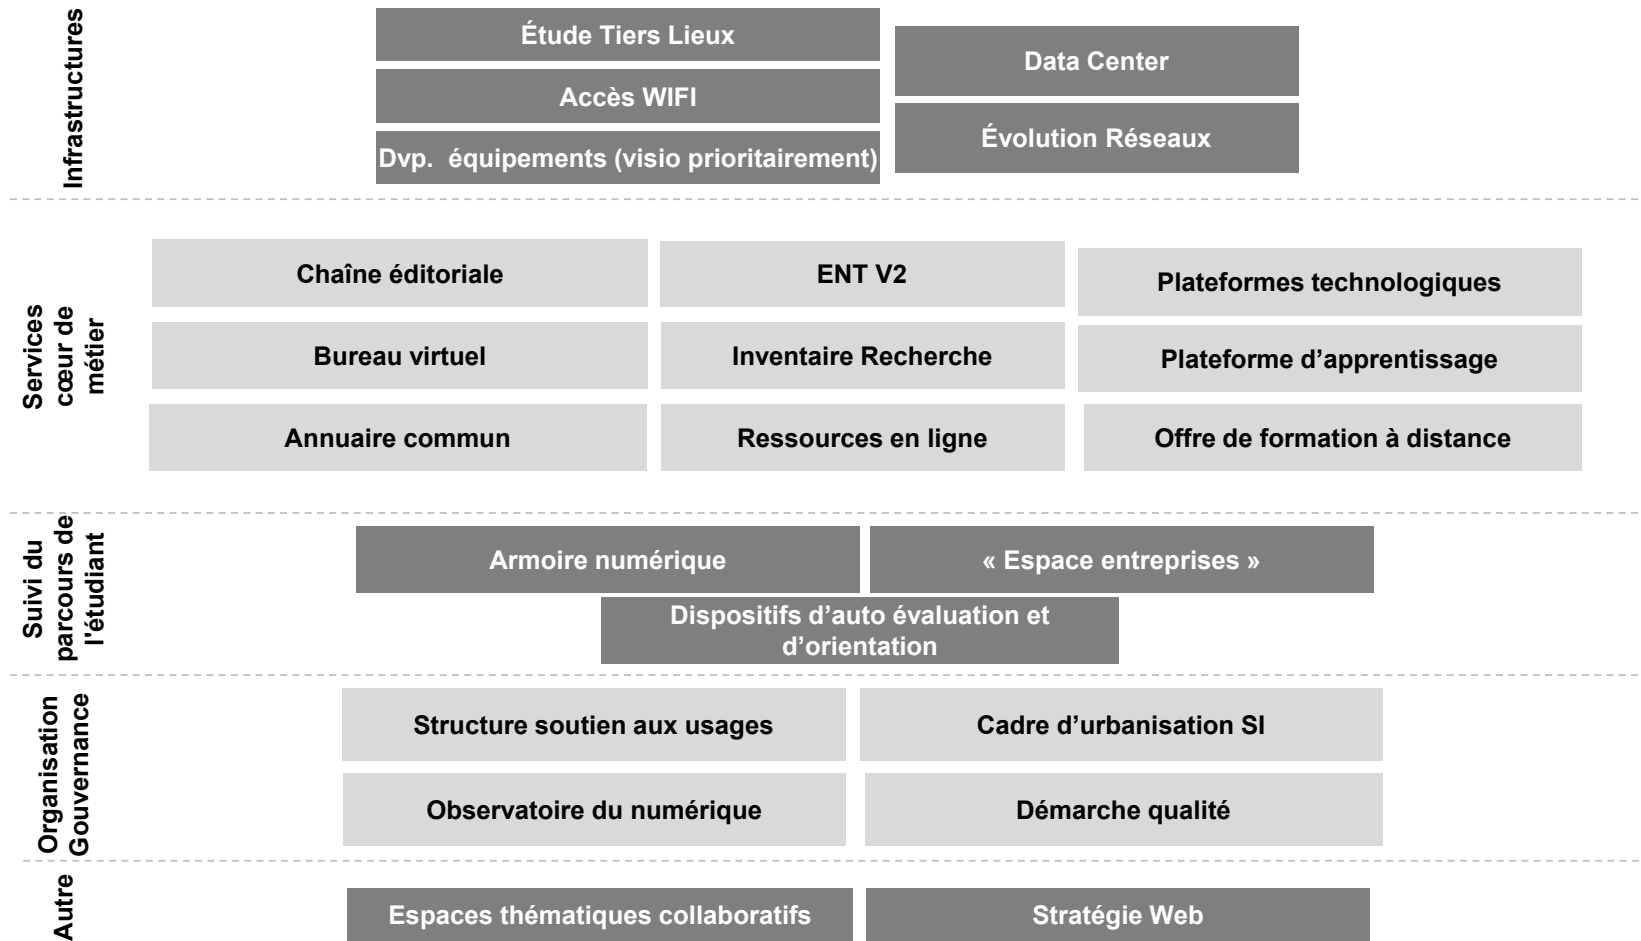 Infrastructures
Étude Tiers Lieux
Accès WIFI
Dvp.  équipements (visio prioritairement)
Data Center
Évolution Réseaux
Services
cœur de
métier
Chaîne éditoriale
ENT V2
Plateformes technologiques
Bureau virtuel
Inventaire Recherche
Plateforme d’apprentissage
Annuaire commun
Ressources en ligne
Offre de formation à distance
Suivi du
parcours de
l'étudiant
Armoire numérique
« Espace entreprises »
Dispositifs d’auto évaluation et
d’orientation
Organisation
Gouvernance
Structure soutien aux usages
Cadre d’urbanisation SI
Observatoire du numérique
Démarche qualité
Autre
Espaces thématiques collaboratifs
Stratégie Web